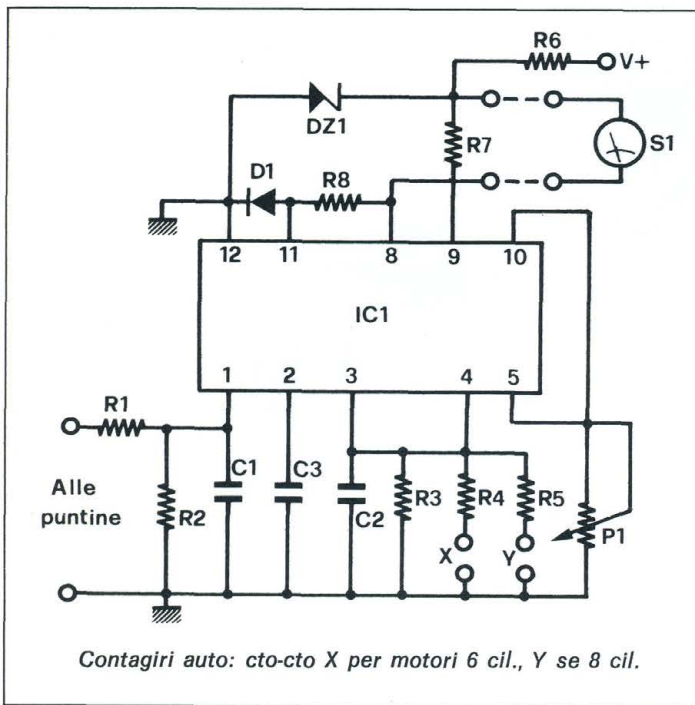 R6
V+
DZ1
R7
S1
D1
R8
12 11 8 9 10
IC1
1 2 3 4 5
R1
Alle
puntine
R2
C1
C3
C2
R3
R4
R5
X
Y
P1
Contagiri auto: cto-cto X per motori 6 cil., Y se 8 cil.